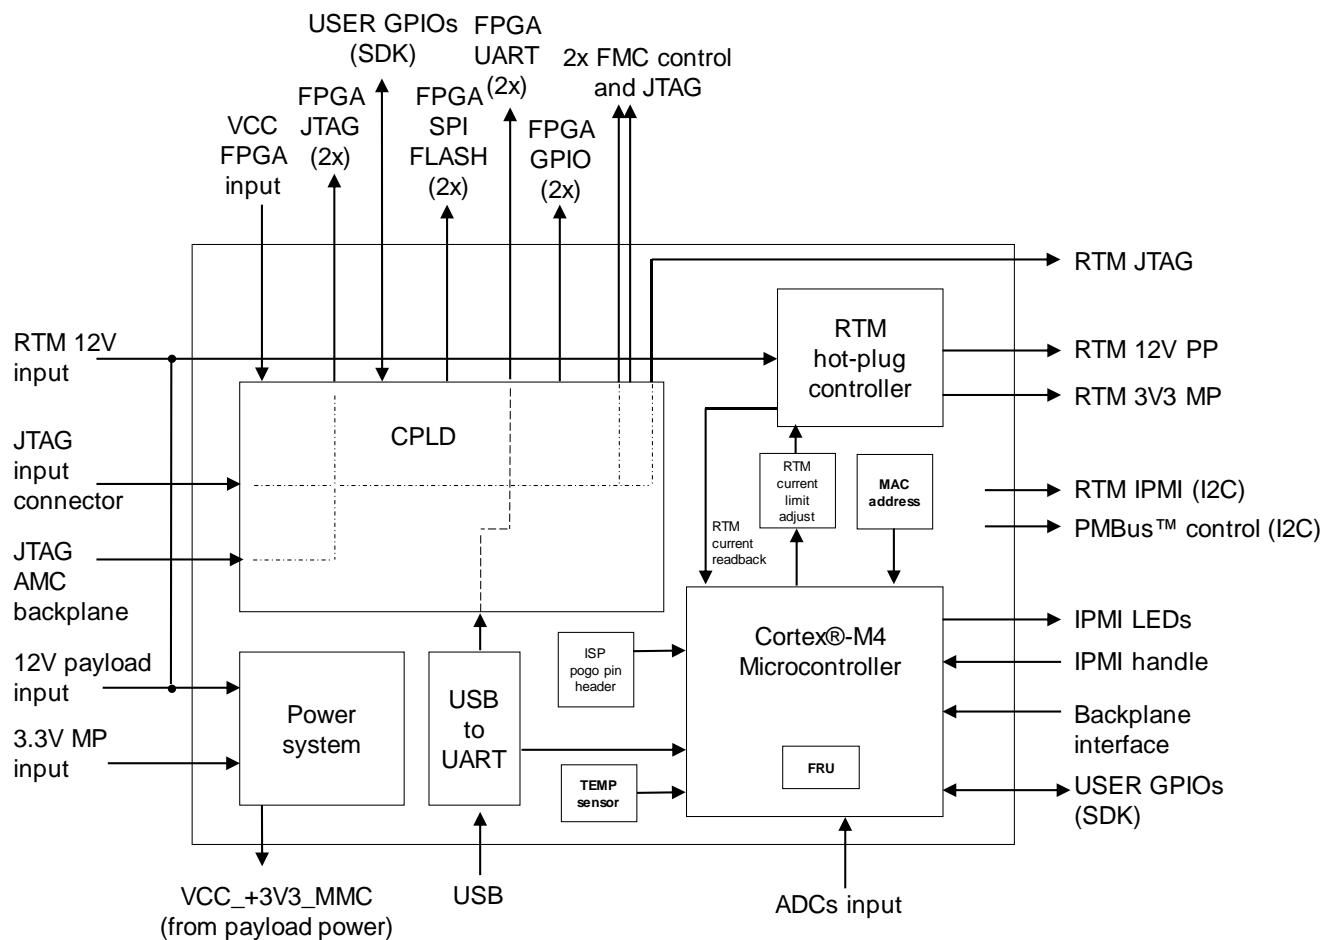 USER GPIOs
(SDK)
FPGA
UART
(2x)
2x FMC control
and JTAG
FPGA
JTAG
(2x)
FPGA
SPI
FLASH
(2x)
VCC
FPGA
input
FPGA
GPIO
(2x)
RTM JTAG
RTM 12V
input
RTM
hot-plug
controller
RTM 12V PP
RTM 3V3 MP
CPLD
JTAG
input
connector
RTM
current
limit
adjust
MAC
address
RTM IPMI (I2C)
PMBus™ control (I2C)
RTM
current
readback
JTAG
AMC
backplane
Cortex®-M4
Microcontroller
IPMI LEDs
IPMI handle
12V payload
input
ISP
pogo pin
header
Power
system
USB
to
UART
Backplane
interface
3.3V MP
input
FRU
TEMP
sensor
USER GPIOs
(SDK)
VCC_+3V3_MMC
(from payload power)
USB
ADCs input